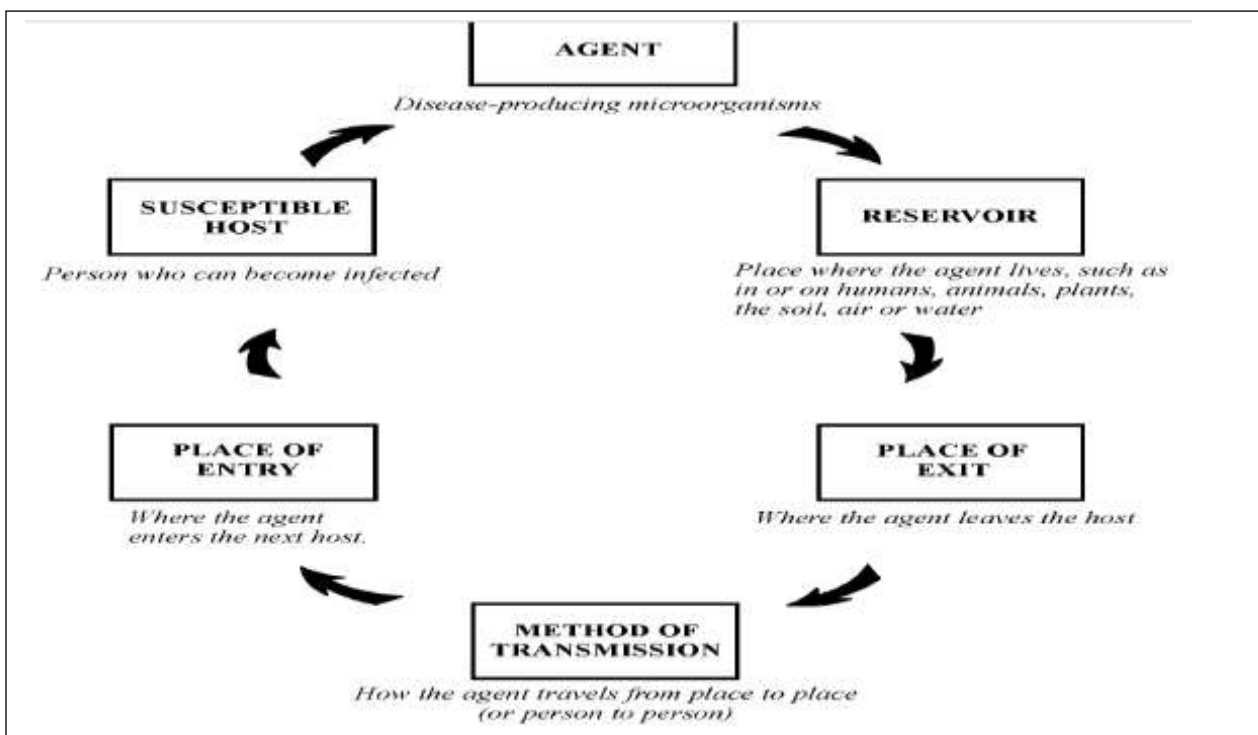 AGENT
Disease-producing microorganisms
SUSCEPTIBLE
HOST
Person who can become infected
RESERVOIR
Place where the agent lives, such as
in or on humans, animals, plants,
the soil, air or water
PLACE OF
ENTRY
Where the agent
enters the next host.
PLACE OF
EXIT
Where the agent leaves the host
METHOD OF
TRANSMISSION
How the agent travels from place to place
(or person to person)